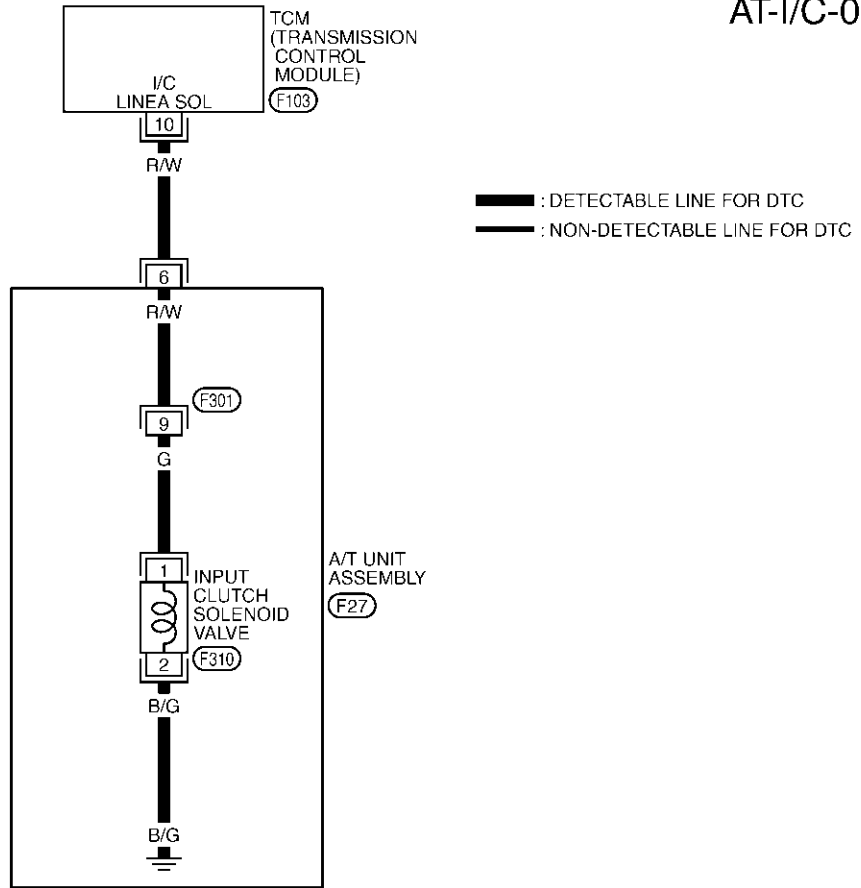 AT-I/C-0
TCM
(TRANSMISSION
CONTROL
MODULE)
F103
I/C
LINEA SOL
10
R/W
: DETECTABLE LINE FOR DTC
: NON-DETECTABLE LINE FOR DTC
6
R/W
F301
9
G
1
INPUT
CLUTCH
SOLENOID
VALVE
F310
2
A/T UNIT
ASSEMBLY
F27
B/G
B/G